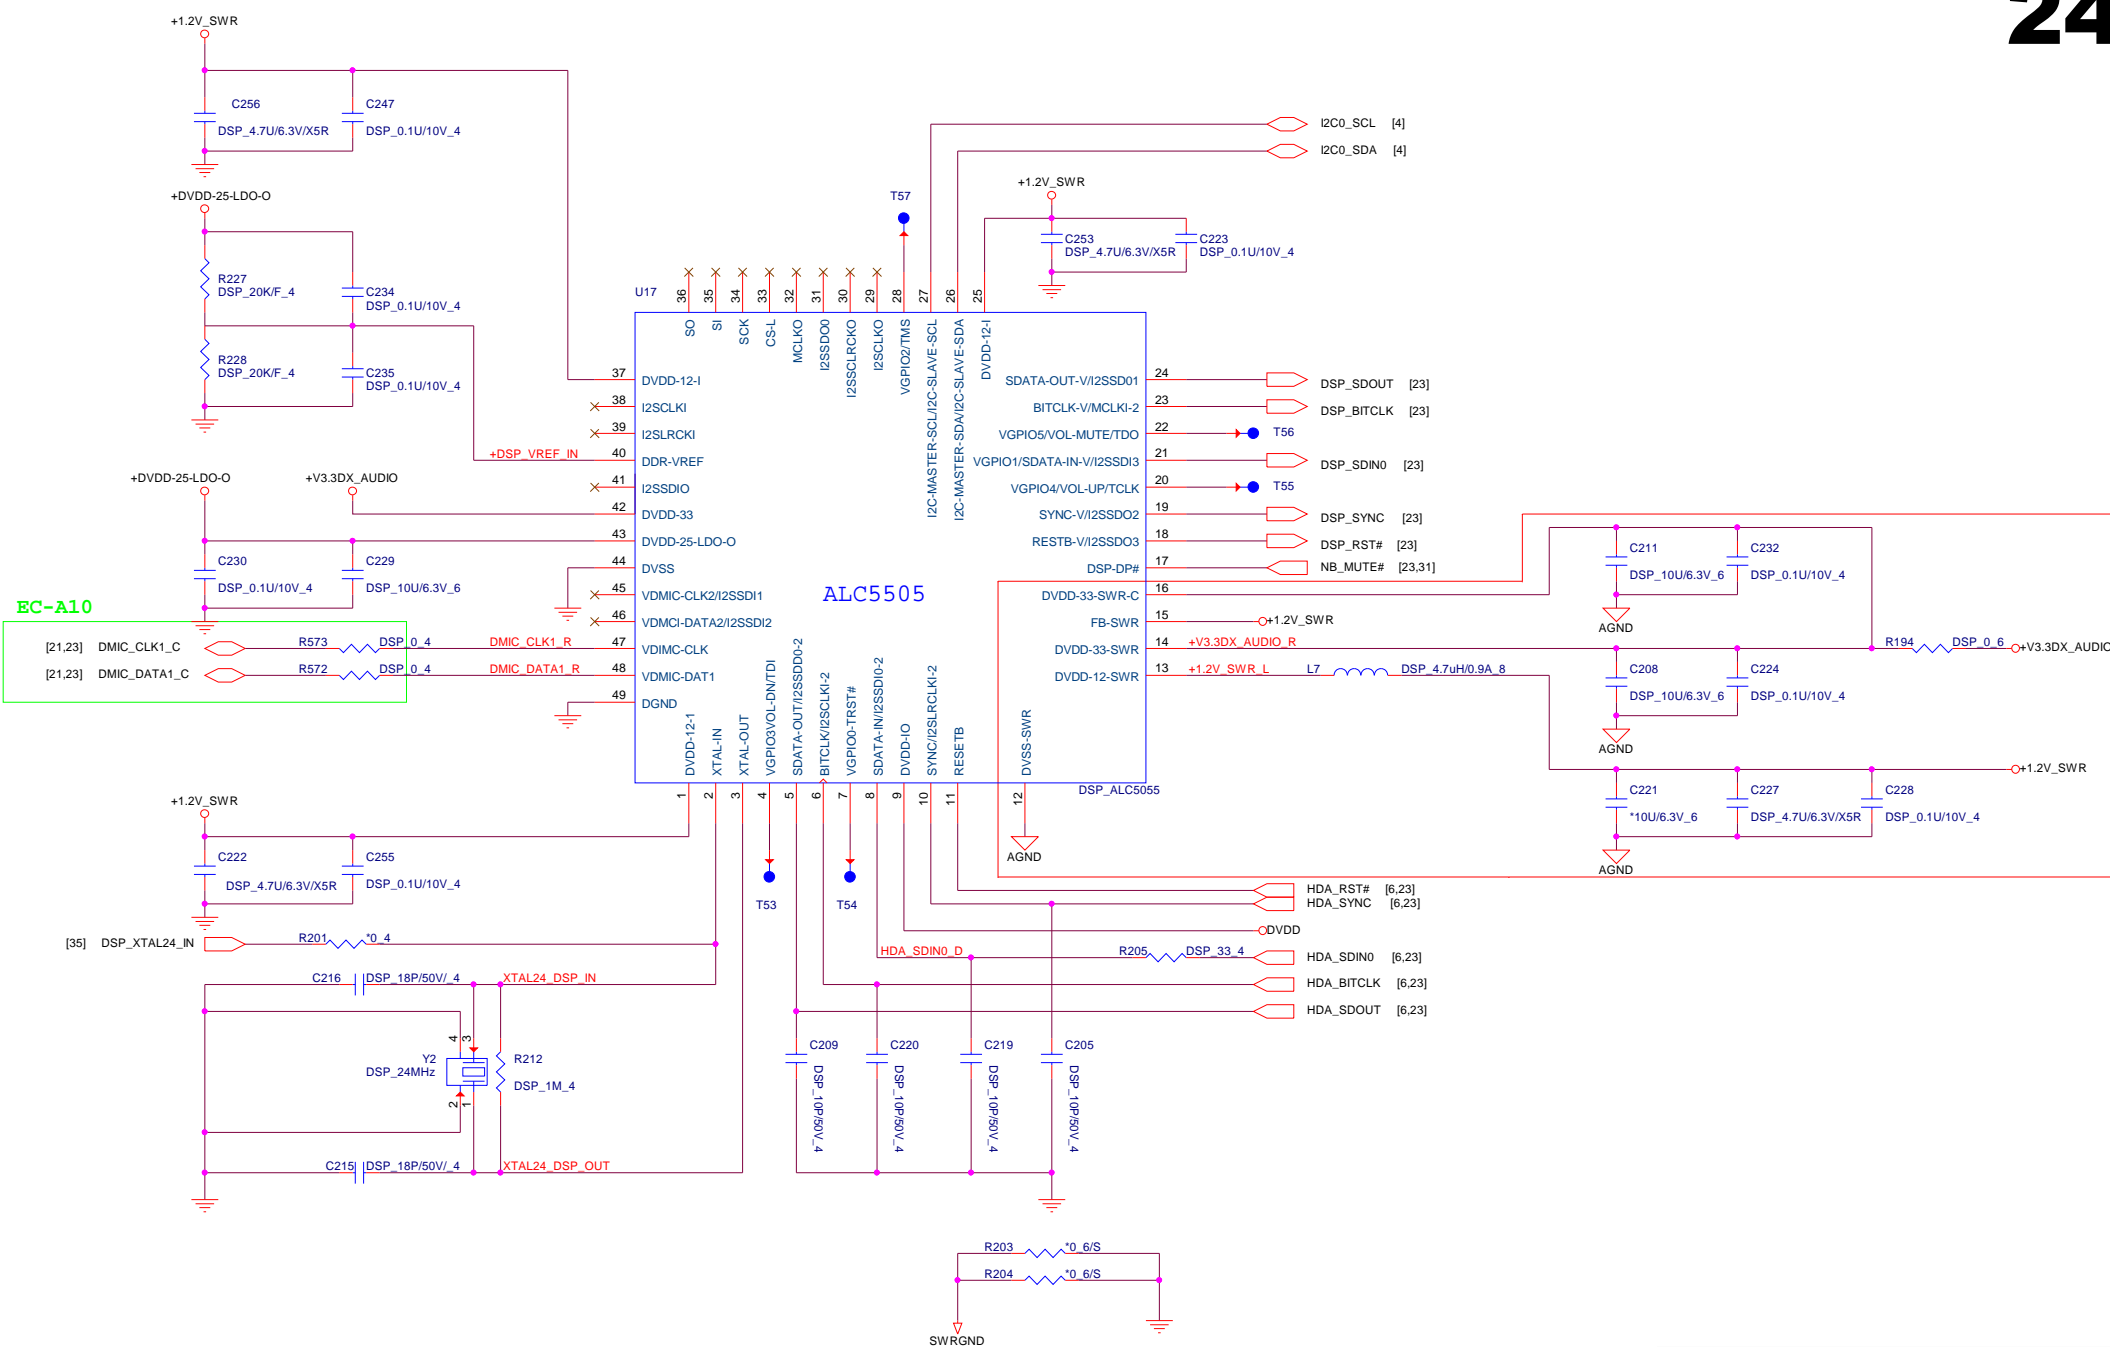 24
+1.2V_SWR
C256
DSP_4.7U/6.3V/X5R
C247
DSP_0.1U/10V_4
+DVDD-25-LDO-O
R227
DSP_20K/F_4
C234
DSP_0.1U/10V_4
R228
DSP_20K/F_4
C235
DSP_0.1U/10V_4
+DSP_VREF_IN
+DVDD-25-LDO-O
+V3.3DX_AUDIO
C230
DSP_0.1U/10V_4
C229
DSP_10U/6.3V_6
EC-A10
[21,23] DMIC_CLK1_C
R573
DSP_0_4
DMIC_CLK1_R
[21,23] DMIC_DATA1_C
R572
DSP_0_4
DMIC_DATA1_R
U17
36 SO
35 SI
34 SCK
33 CS-L
32 MCLKO
31 I2SSDO0
30 I2SSCLRCKO
29 I2SCLKO
28 VGPIO2/TMS
27 I2C-MASTER-SCL/I2C-SLAVE-SCL
26 I2C-MASTER-SDA/I2C-SLAVE-SDA
25 DVDD-12-I
T57
I2C0_SCL [4]
I2C0_SDA [4]
+1.2V_SWR
C253
DSP_4.7U/6.3V/X5R
C223
DSP_0.1U/10V_4
37 DVDD-12-I
38 I2SCLKI
39 I2SLRCKI
40 DDR-VREF
41 I2SSDIO
42 DVDD-33
43 DVDD-25-LDO-O
44 DVSS
45 VDMIC-CLK2/I2SSDI1
46 VDMCI-DATA2/I2SSDI2
47 VDIMC-CLK
48 VDMIC-DAT1
49 DGND
ALC5505
SDATA-OUT-V/I2SSD01 24
DSP_SDOUT [23]
BITCLK-V/MCLKI-2 23
DSP_BITCLK [23]
VGPIO5/VOL-MUTE/TDO 22
T56
VGPIO1/SDATA-IN-V/I2SSDI3 21
DSP_SDIN0 [23]
VGPIO4/VOL-UP/TCLK 20
T55
SYNC-V/I2SSDO2 19
DSP_SYNC [23]
RESTB-V/I2SSDO3 18
DSP_RST# [23]
DSP-DP# 17
NB_MUTE# [23,31]
DVDD-33-SWR-C 16
FB-SWR 15
+1.2V_SWR
DVDD-33-SWR 14
+V3.3DX_AUDIO_R
DVDD-12-SWR 13
+1.2V_SWR_L
L7
DSP_4.7uH/0.9A_8
C211
DSP_10U/6.3V_6
C232
DSP_0.1U/10V_4
AGND
R194
DSP_0_6
+V3.3DX_AUDIO
C208
DSP_10U/6.3V_6
C224
DSP_0.1U/10V_4
AGND
+1.2V_SWR
C221
*10U/6.3V_6
C227
DSP_4.7U/6.3V/X5R
C228
DSP_0.1U/10V_4
AGND
DVDD-12-1 1
XTAL-IN 2
XTAL-OUT 3
VGPIO3VOL-DN/TDI 4
SDATA-OUT/I2SSDD0-2 5
BITCLK/I2SCLKI-2 6
VGPIO0-TRST# 7
SDATA-IN/I2SSDI0-2 8
DVDD-IO 9
SYNC/I2SLRCLKI-2 10
RESETB 11
DVSS-SWR 12
DSP_ALC5055
AGND
T53
T54
+1.2V_SWR
C222
DSP_4.7U/6.3V/X5R
C255
DSP_0.1U/10V_4
[35] DSP_XTAL24_IN
R201
*0_4
C216
DSP_18P/50V/_4
XTAL24_DSP_IN
4
3
Y2
DSP_24MHz
2
1
R212
DSP_1M_4
C215
DSP_18P/50V/_4
XTAL24_DSP_OUT
HDA_RST# [6,23]
HDA_SYNC [6,23]
DVDD
HDA_SDIN0_D
R205
DSP_33_4
HDA_SDIN0 [6,23]
HDA_BITCLK [6,23]
HDA_SDOUT [6,23]
C209
DSP_10P/50V_4
C220
DSP_10P/50V_4
C219
DSP_10P/50V_4
C205
DSP_10P/50V_4
R203
*0_6/S
R204
*0_6/S
SWRGND